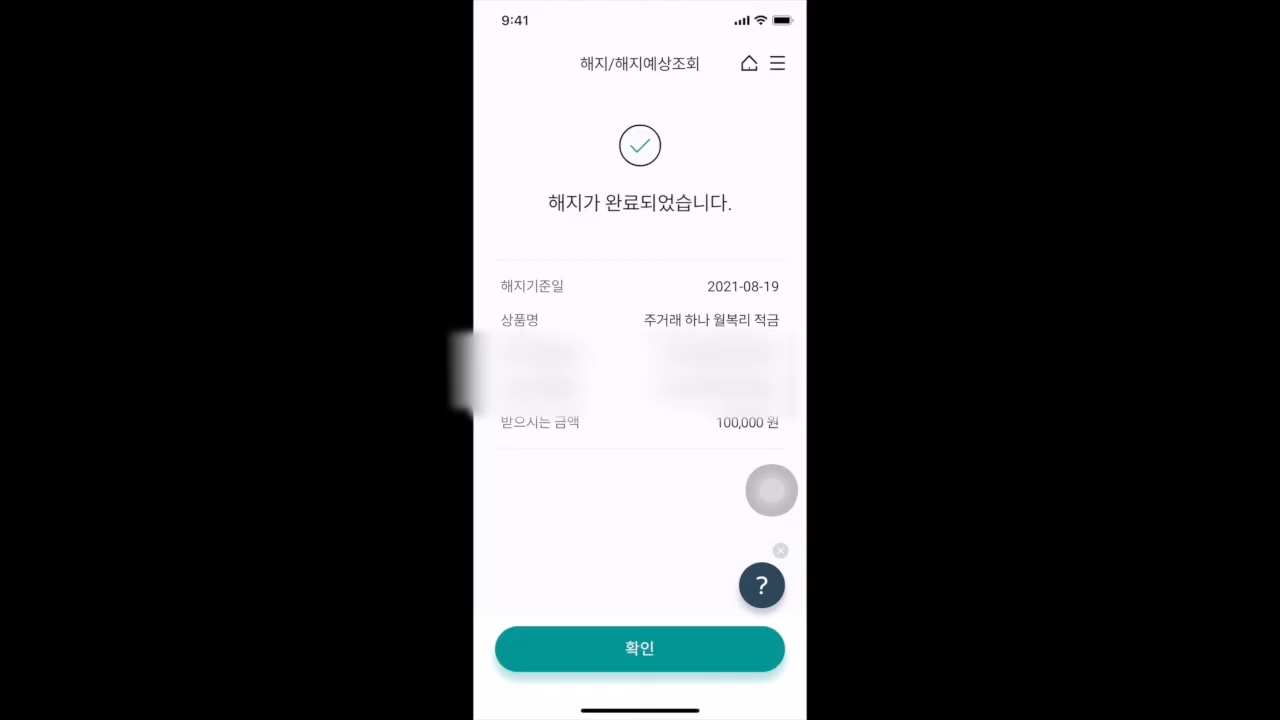 9:41
해지/해지예상조회
해지가 완료되었습니다.
해지기준일 2021-08-19
상품명 주거래 하나 월복리 적금
받으시는 금액 100,000 원
?
확인